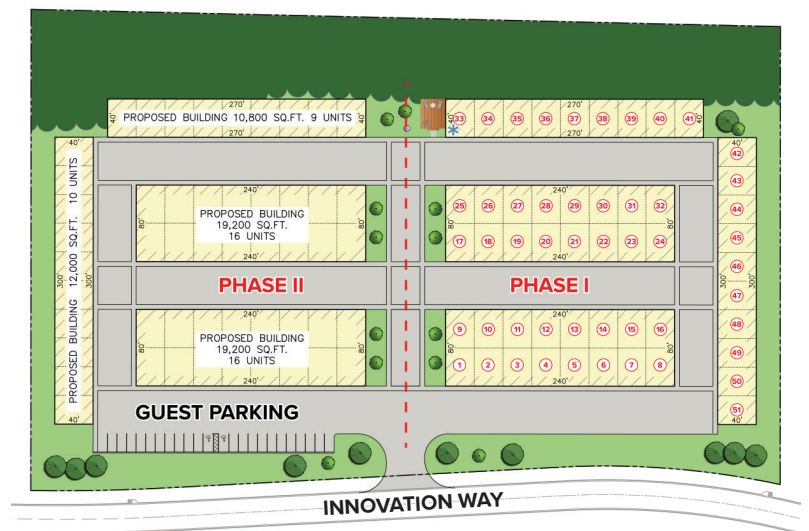 270'
40' PROPOSED BUILDING 10,800 SQ.FT. 9 UNITS 40'
270'
270'
40' 33 34 35 36 37 38 39 40 41
270'
40'
PROPOSED BUILDING 12,000 SQ.FT. 10 UNITS
300'
40'
240'
80' PROPOSED BUILDING 80'
19,200 SQ.FT.
16 UNITS
240'
240'
25 26 27 28 29 30 31 32
80' 80'
17 18 19 20 21 22 23 24
240'
PHASE II
PHASE I
240'
PROPOSED BUILDING
80' 19,200 SQ.FT. 80'
16 UNITS
240'
240'
9 10 11 12 13 14 15 16
80' 80'
1 2 3 4 5 6 7 8
240'
40'
42
43
44
45
46
300' 300'
47
48
49
50
51
40'
GUEST PARKING
INNOVATION WAY